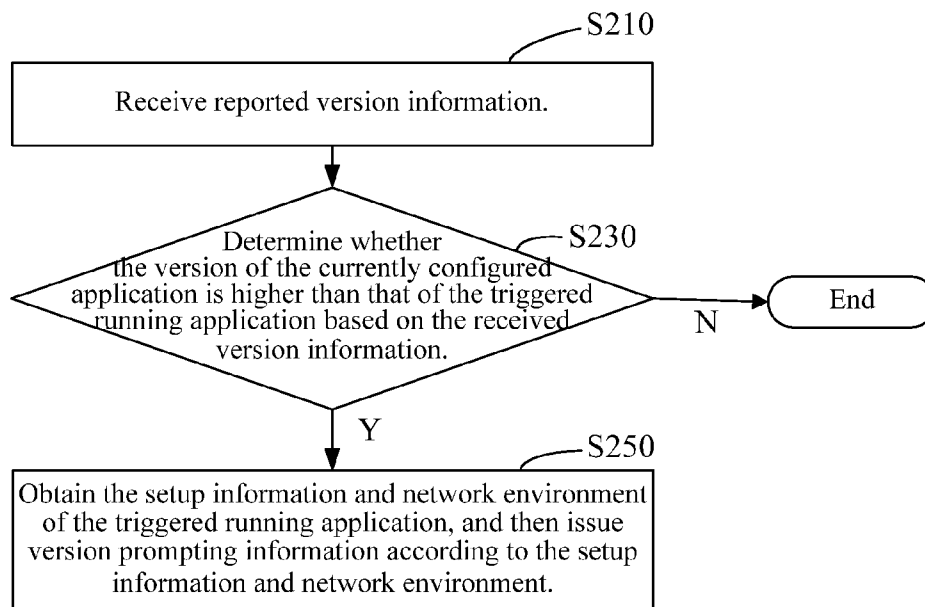 S210
Receive reported version information.
S230
Determine whether
the version of the currently configured
application is higher than that of the triggered
running application based on the received
version information.
N
End
Y
S250
Obtain the setup information and network environment
of the triggered running application, and then issue
version prompting information according to the setup
information and network environment.